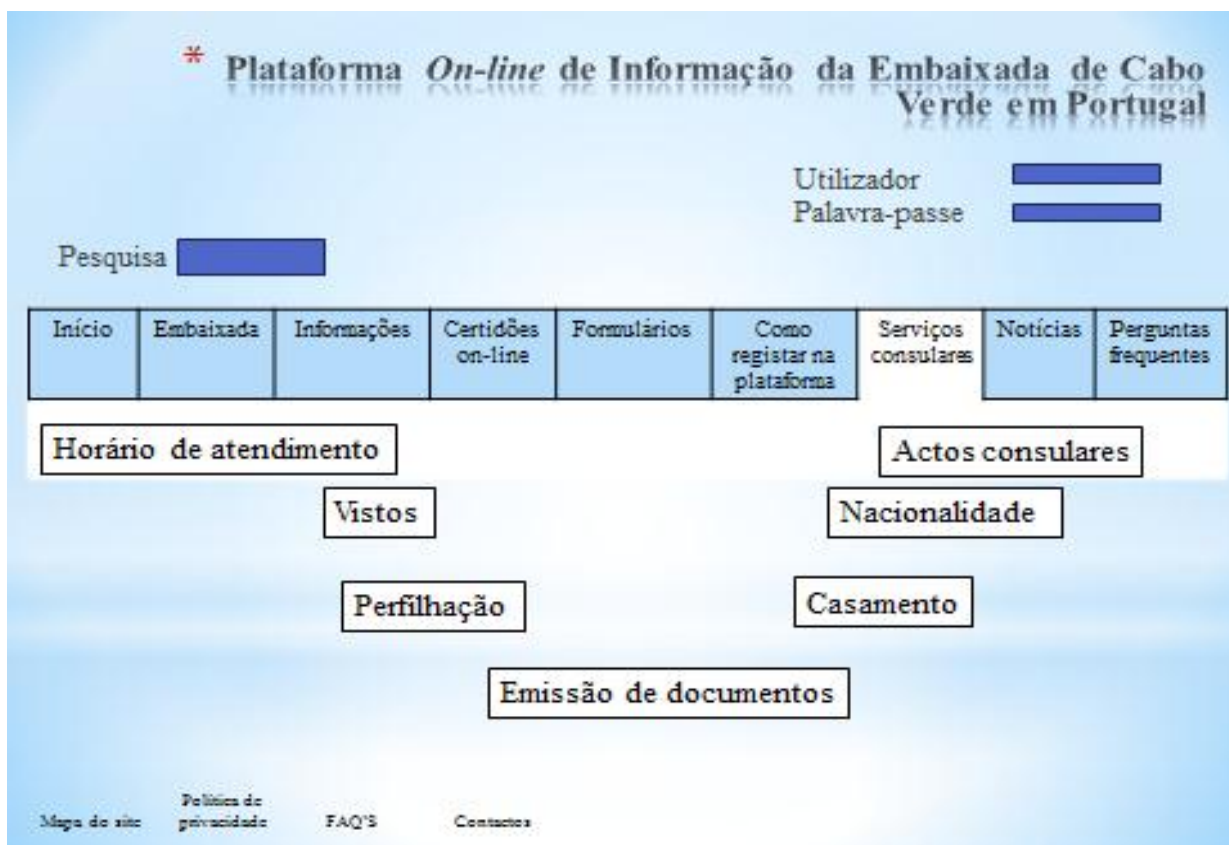 * Plataforma On-line de Informação da Embaixada de Cabo
Verde em Portugal
Utilizador
Palavra-passe
Pesquisa
Início
Embaixada
Informações
Certidões
on-line
Formulários
Como
registar na
plataforma
Serviços
consulares
Notícias
Perguntas
frequentes
Horário de atendimento
Actos consulares
Vistos
Nacionalidade
Perfilhação
Casamento
Emissão de documentos
Mapa do site
Política de
privacidade
FAQ'S
Contactos